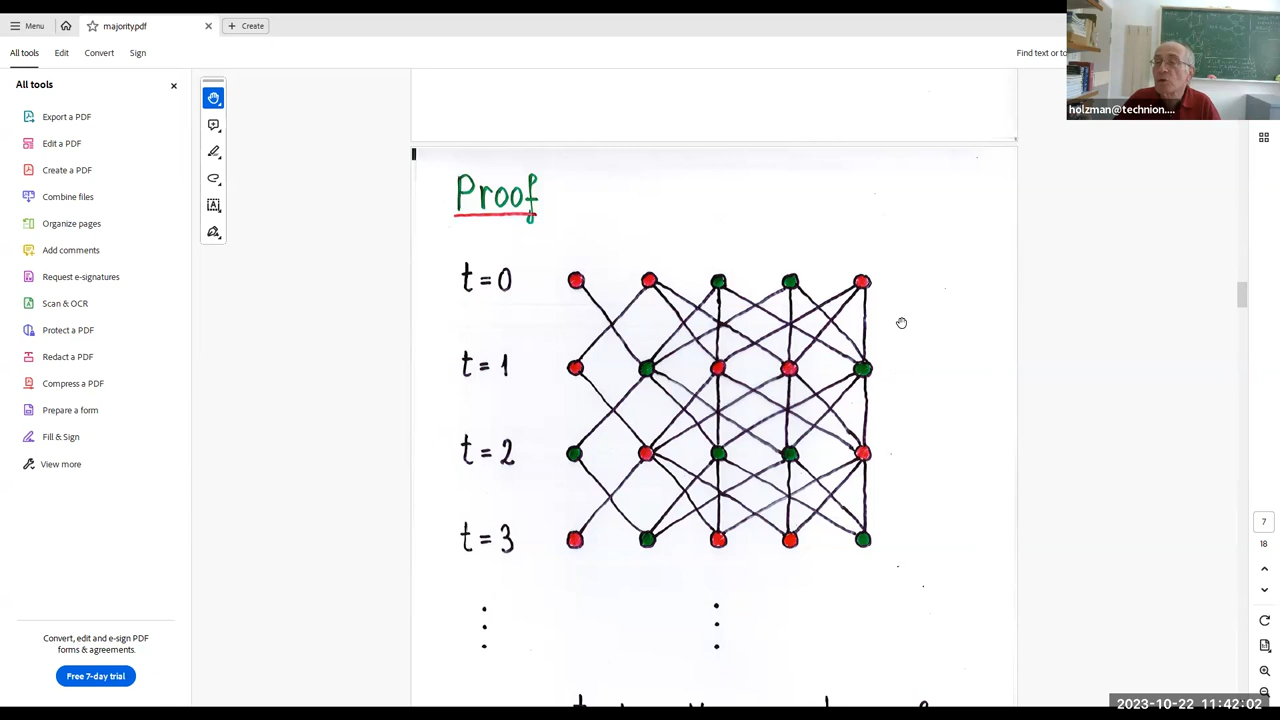 Menu
majority.pdf
Create
All tools
Edit
Convert
Sign
Find text or to
All tools
Export a PDF
Edit a PDF
Create a PDF
Combine files
Organize pages
Add comments
Request e-signatures
Scan & OCR
Protect a PDF
Redact a PDF
Compress a PDF
Prepare a form
Fill & Sign
View more
Convert, edit and e-sign PDF
forms & agreements.
Free 7-day trial
Proof
t = 0
t = 1
t = 2
t = 3
holzman@technion....
7
18
2023-10-22 11:42:02